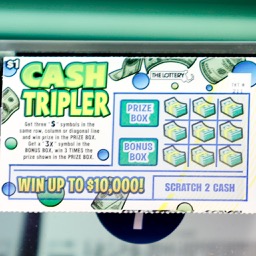 $1
CASH
TRIPLER
THE LOTTERY
Get three "$" symbols in the
same row, column or diagonal line
and win prize in the PRIZE BOX.
Get a "3X" symbol in the
BONUS BOX, win 3 TIMES the
prize shown in the PRIZE BOX.
PRIZE
BOX
BONUS
BOX
WIN UP TO $10,000!
SCRATCH 2 CASH